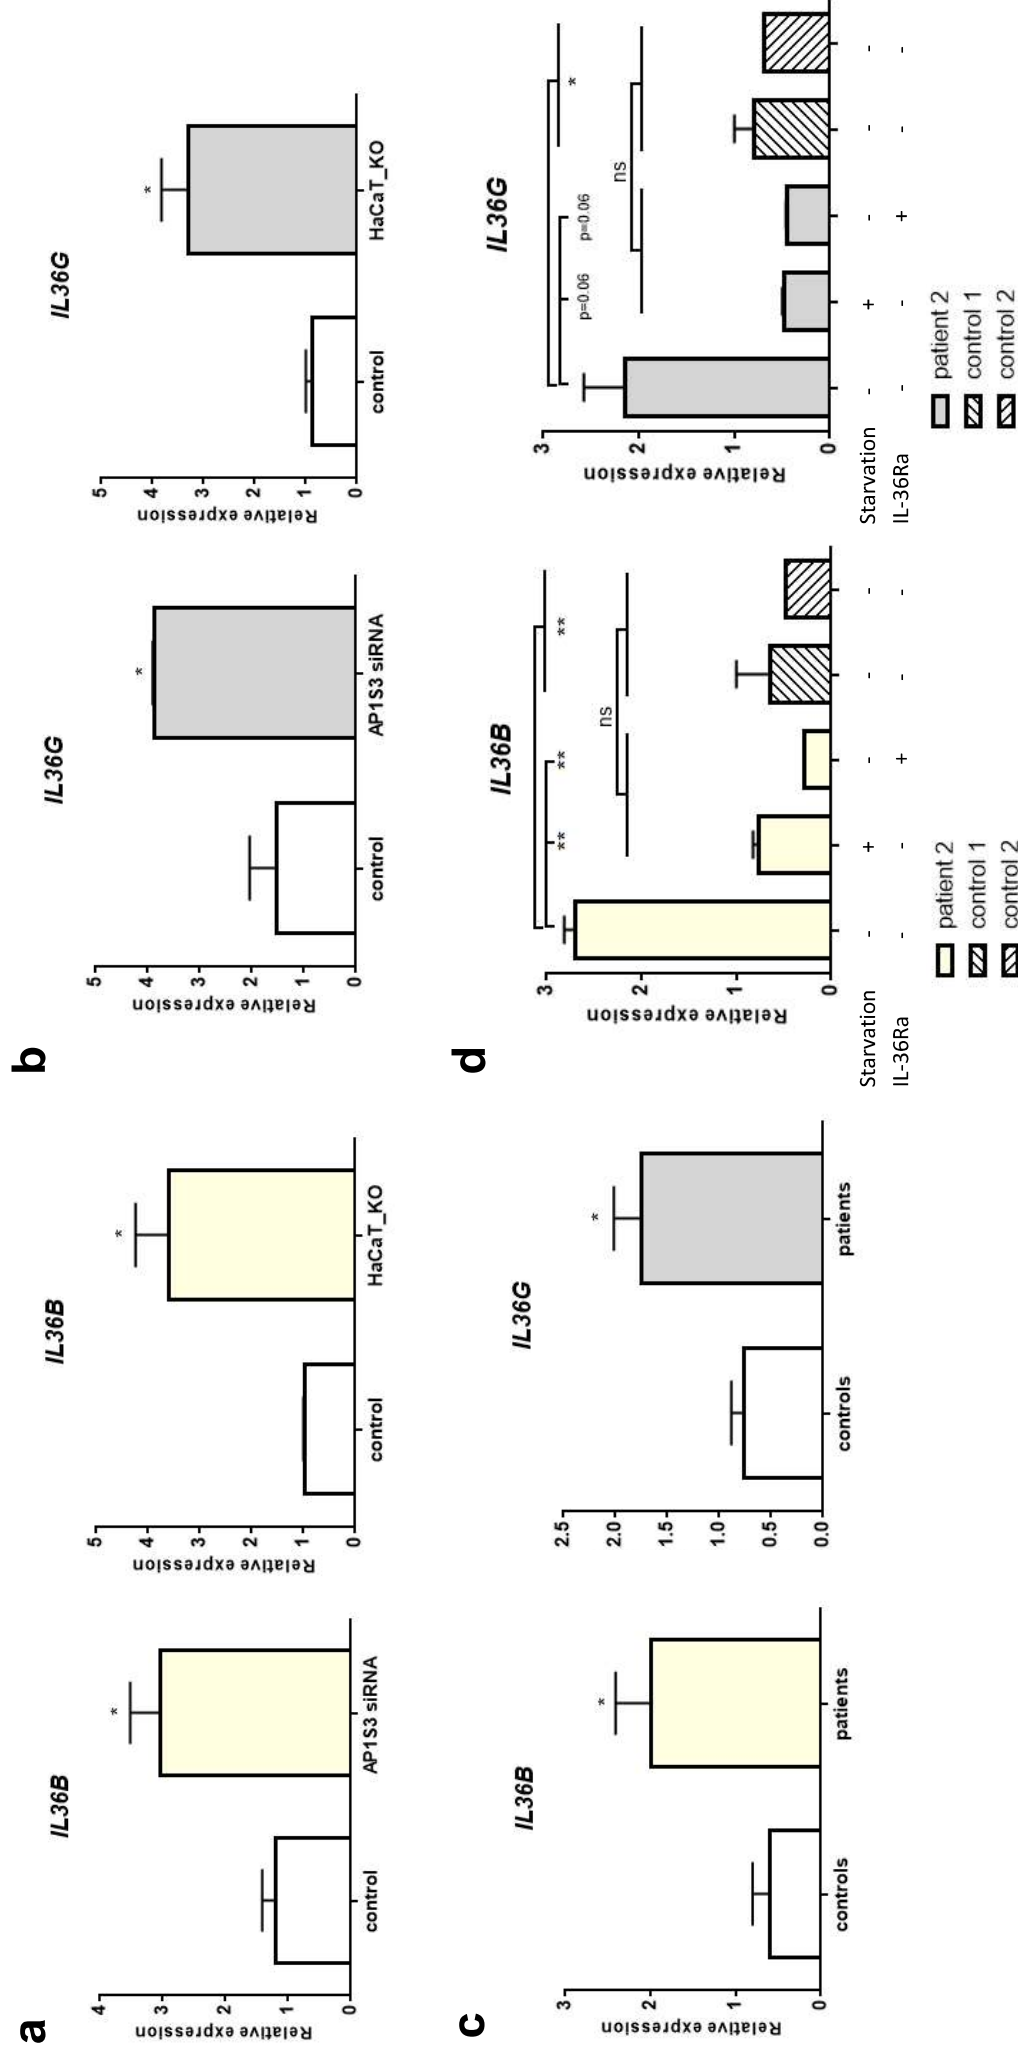 a
IL36B
Relative expression
4
3
2
1
0
control
AP1S3 siRNA
*
IL36B
Relative expression
5
4
3
2
1
0
control
HaCaT_KO
*
b
IL36G
Relative expression
5
4
3
2
1
0
control
AP1S3 siRNA
*
IL36G
Relative expression
5
4
3
2
1
0
control
HaCaT_KO
*
c
IL36B
Relative expression
3
2
1
0
controls
patients
*
IL36G
Relative expression
2.5
2.0
1.5
1.0
0.5
0.0
controls
patients
*
d
IL36B
Relative expression
3
2
1
0
** ** **
ns
Starvation - + - - -
IL-36Ra - - + - -
patient 2
control 1
control 2
IL36G
Relative expression
3
2
1
0
*
p=0.06 p=0.06
ns
Starvation - + - - -
IL-36Ra - - + - -
patient 2
control 1
control 2